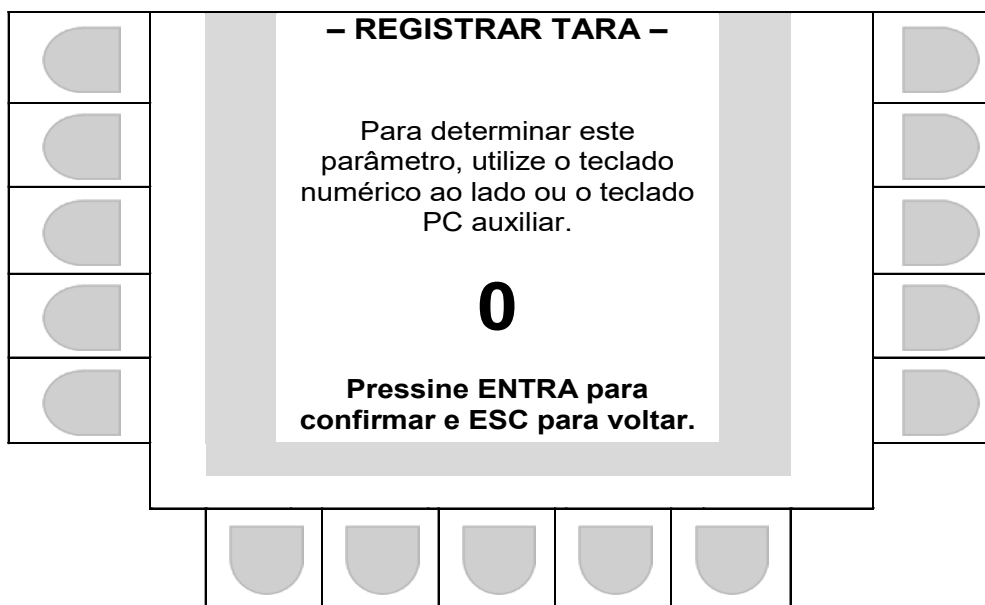 – REGISTRAR TARA –
Para determinar este
parâmetro, utilize o teclado
numérico ao lado ou o teclado
PC auxiliar.
0
Pressine ENTRA para
confirmar e ESC para voltar.